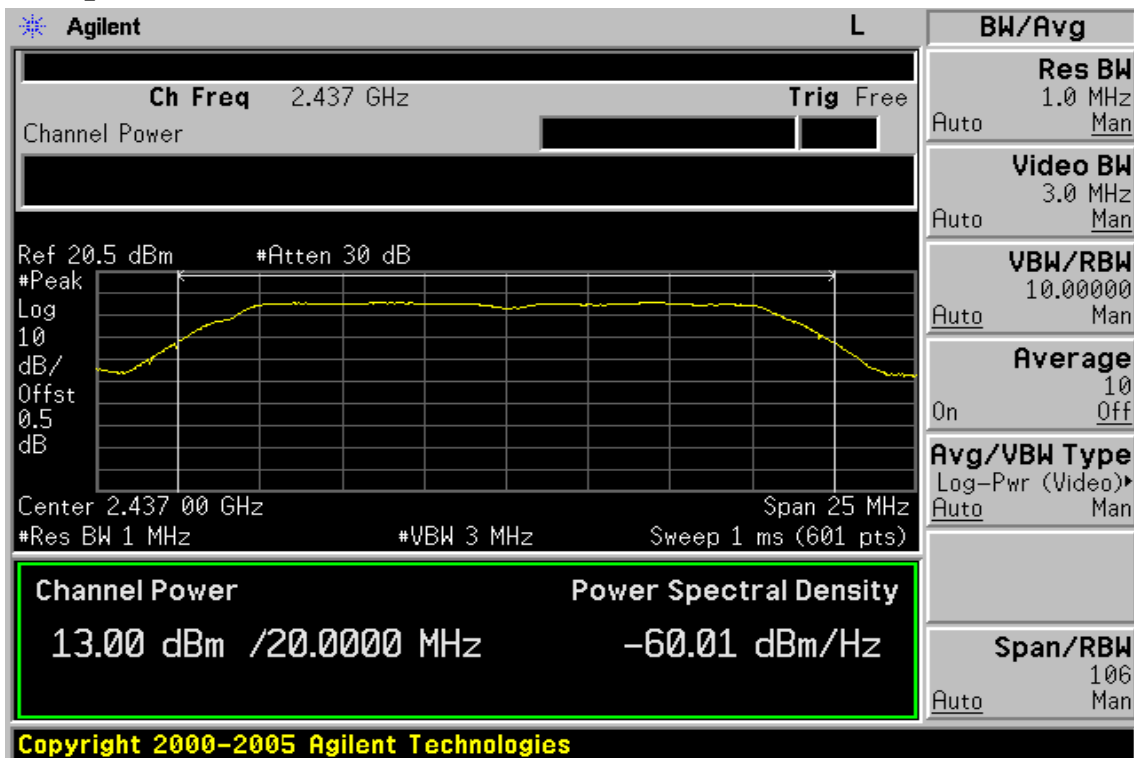 Agilent L
Ch Freq 2.437 GHz Trig Free
Channel Power
Ref 20.5 dBm #Atten 30 dB
#Peak
Log
10
dB/
Offst
0.5
dB
Center 2.437 00 GHz Span 25 MHz
#Res BW 1 MHz #VBW 3 MHz Sweep 1 ms (601 pts)
Channel Power Power Spectral Density
13.00 dBm /20.0000 MHz -60.01 dBm/Hz
Copyright 2000-2005 Agilent Technologies
BW/Avg
Res BW
1.0 MHz
Auto Man
Video BW
3.0 MHz
Auto Man
VBW/RBW
10.00000
Auto Man
Average
10
On Off
Avg/VBW Type
Log-Pwr (Video)
Auto Man
Span/RBW
106
Auto Man